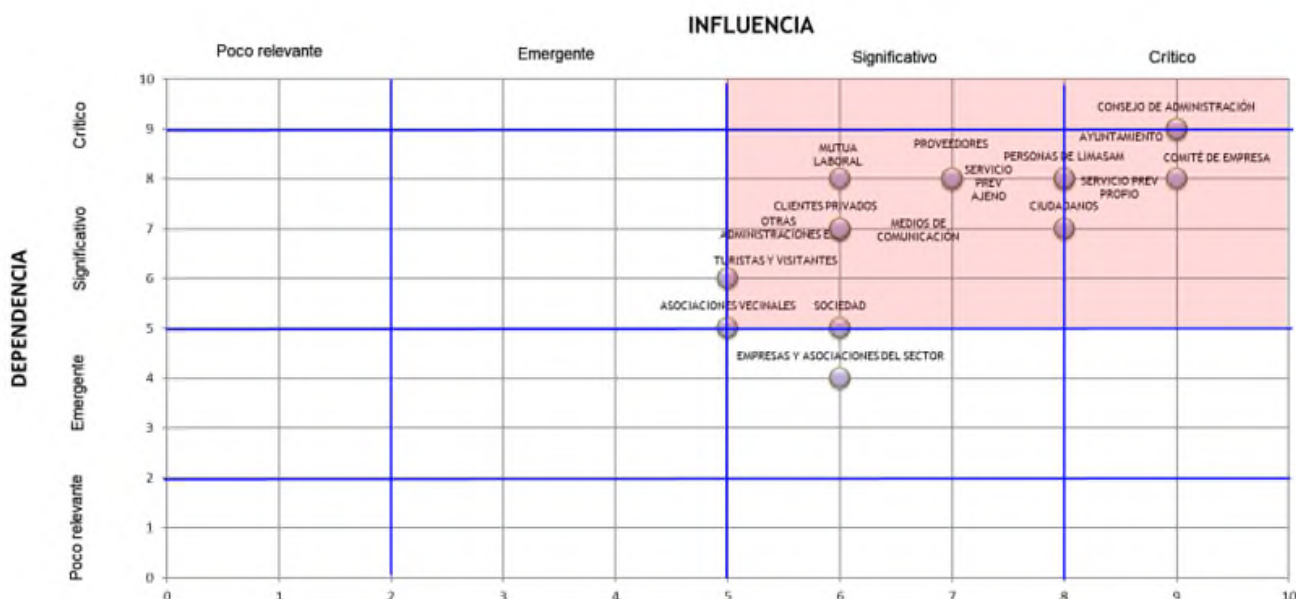 INFLUENCIA
Poco relevante
Emergente
Significativo
Crítico
DEPENDENCIA
Crítico
Significativo
Emergente
Poco relevante
10
9
8
7
6
5
4
3
2
1
0
CONSEJO DE ADMINISTRACIÓN
AYUNTAMIENTO
PROVEEDORES
MUTUA
LABORAL
PERSONAS DE LIMASAM
COMITÉ DE EMPRESA
SERVICIO
PREV
AJENO
SERVICIO PREV
PROPIO
CLIENTES PRIVADOS
CIUDADANOS
OTRAS
ADMINISTRACIONES E
MEDIOS DE
COMUNICACIÓN
TURISTAS Y VISITANTES
ASOCIACIONES VECINALES
SOCIEDAD
EMPRESAS Y ASOCIACIONES DEL SECTOR
0 1 2 3 4 5 6 7 8 9 10